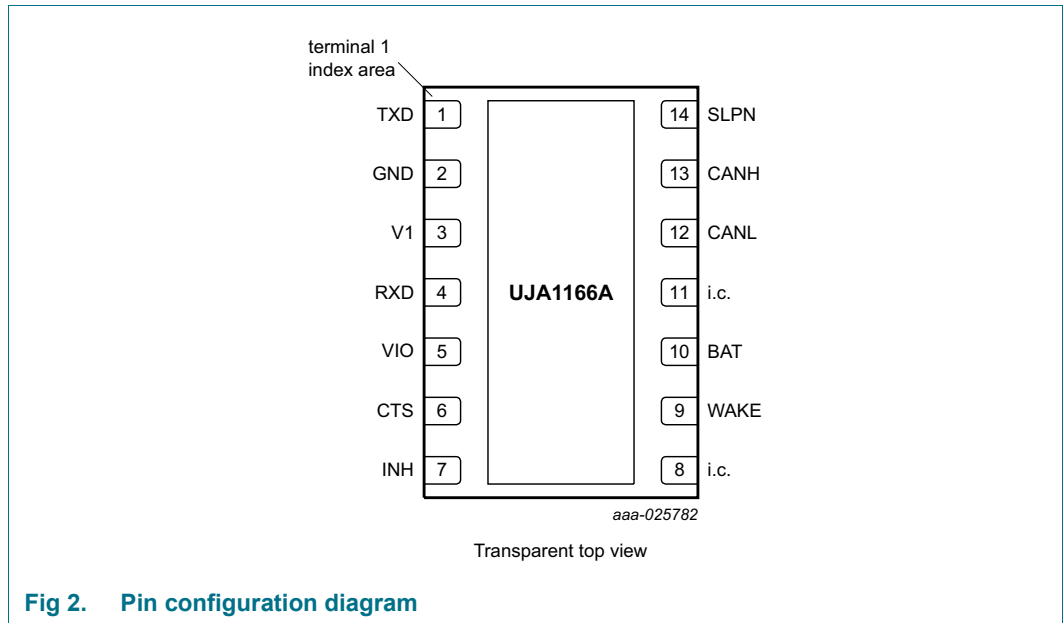 terminal 1
index area
TXD 1
GND 2
V1 3
RXD 4
VIO 5
CTS 6
INH 7
UJA1166A
14 SLPN
13 CANH
12 CANL
11 i.c.
10 BAT
9 WAKE
8 i.c.
aaa-025782
Transparent top view
Fig 2. Pin configuration diagram